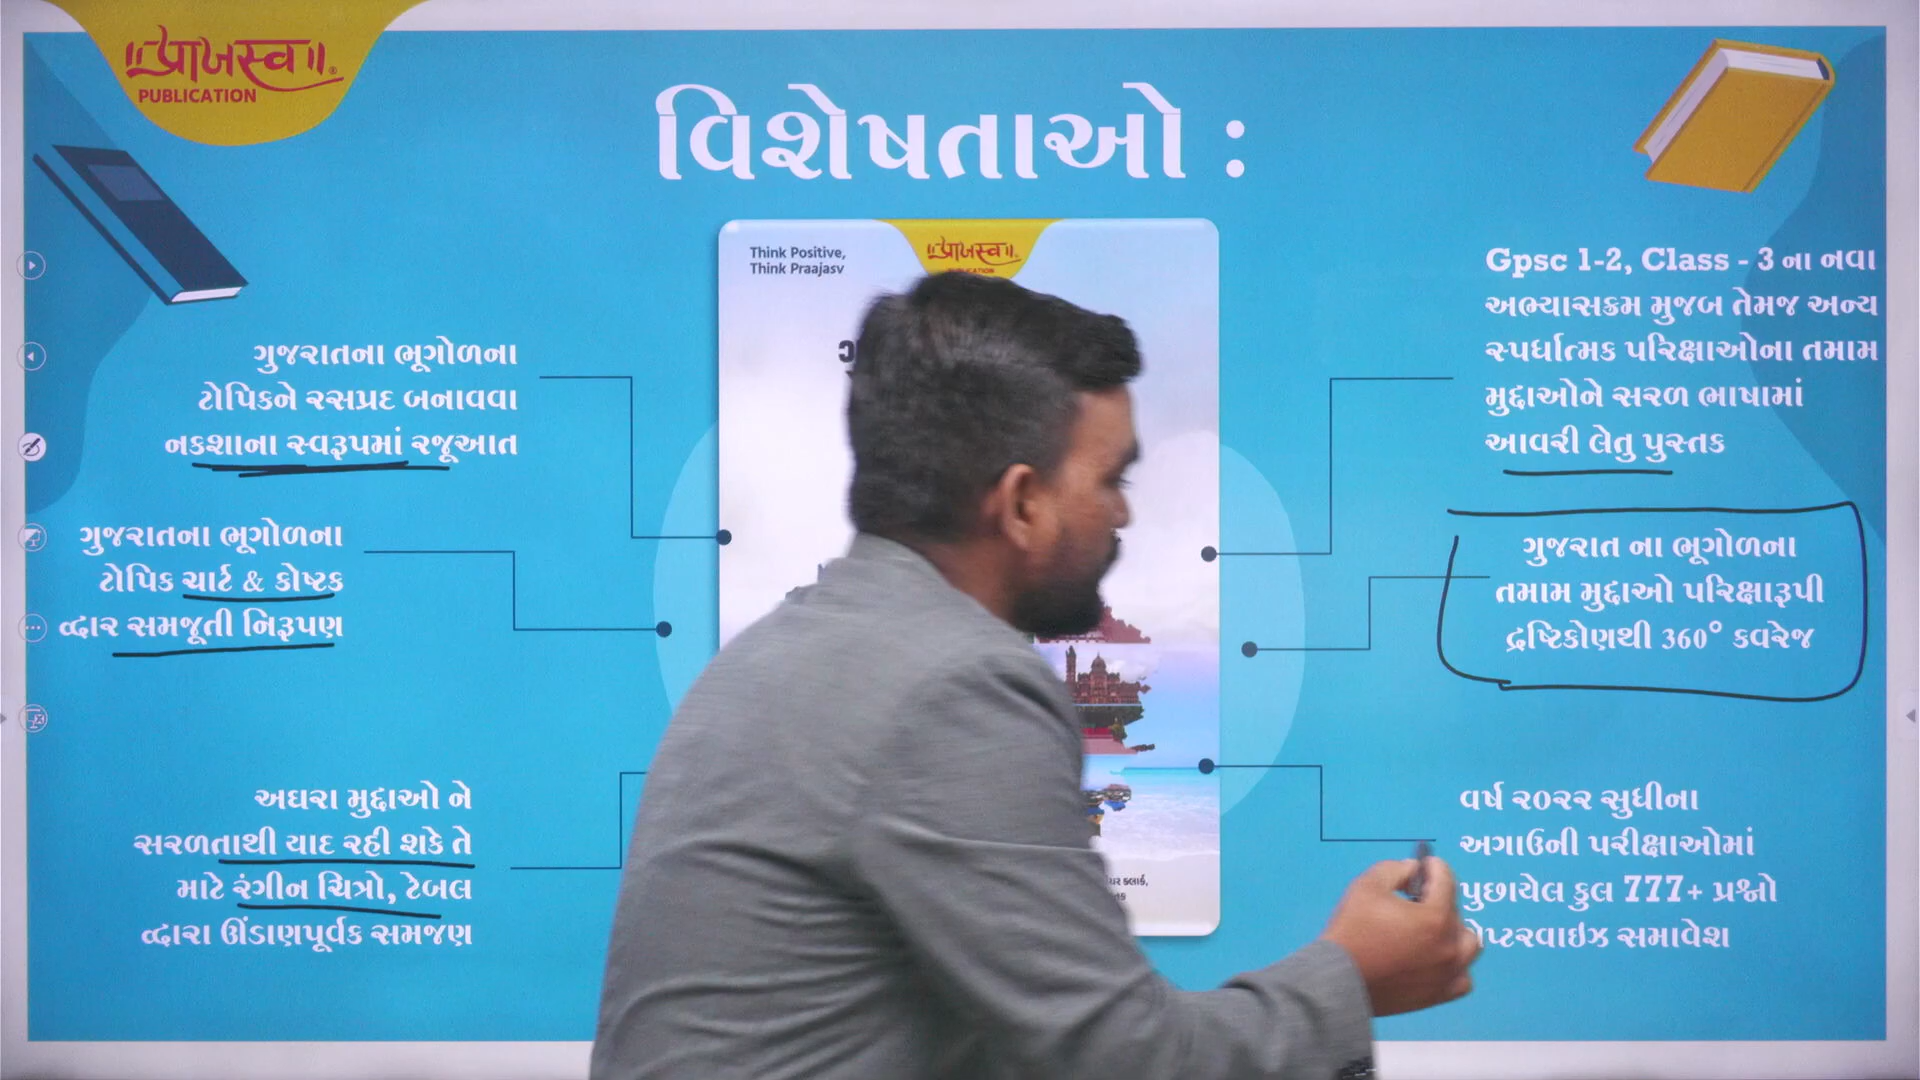 ॥પ્રાજસ્વ॥
PUBLICATION
વિશેષતાઓ :
Think Positive,
Think Praajasv
॥પ્રાજસ્વ॥
PUBLICATION
ગુજરાતના ભૂગોળના
ટોપિકને રસપ્રદ બનાવવા
નકશાના સ્વરૂપમાં રજૂઆત
ગુજરાતના ભૂગોળના
ટોપિક ચાર્ટ & કોષ્ટક
વ્દાર સમજૂતી નિરૂપણ
અઘરા મુદ્દાઓ ને
સરળતાથી યાદ રહી શકે તે
માટે રંગીન ચિત્રો, ટેબલ
વ્દારા ઊંડાણપૂર્વક સમજણ
Gpsc 1-2, Class - 3 ના નવા
અભ્યાસક્રમ મુજબ તેમજ અન્ય
સ્પર્ધાત્મક પરિક્ષાઓના તમામ
મુદ્દાઓને સરળ ભાષામાં
આવરી લેતુ પુસ્તક
ગુજરાત ના ભૂગોળના
તમામ મુદ્દાઓ પરિક્ષારૂપી
દ્રષ્ટિકોણથી 360° કવરેજ
વર્ષ ૨૦૨૨ સુધીના
અગાઉની પરીક્ષાઓમાં
પુછાયેલ કુલ 777+ પ્રશ્નો
સમાવેશ
ક્લાર્ક,